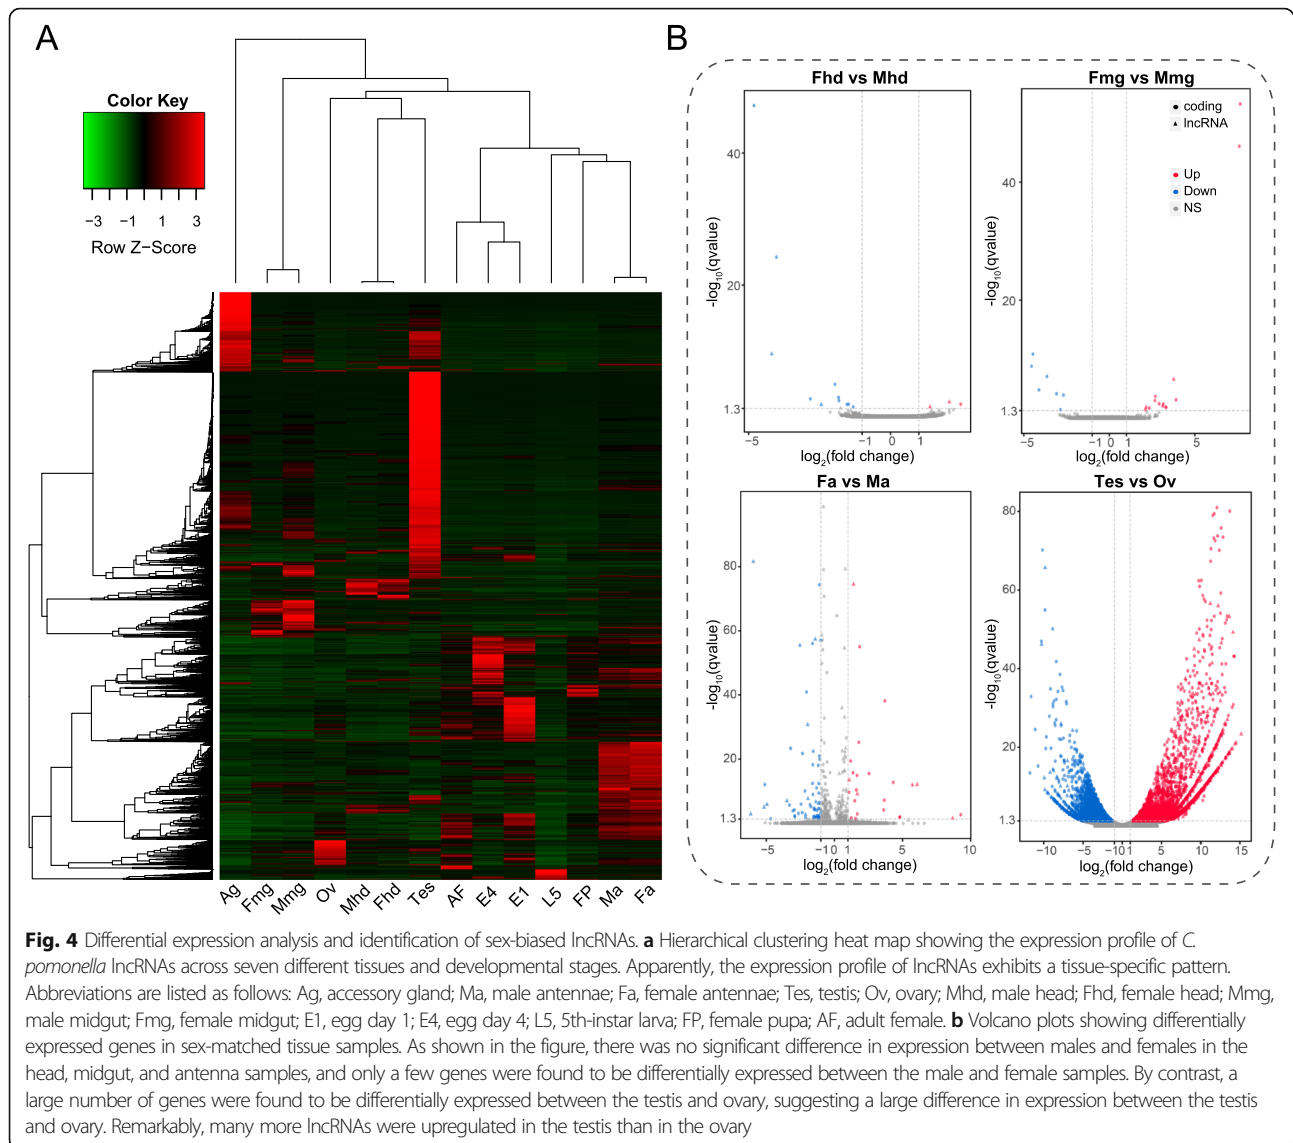 A
Color Key
−3 −1 1 3
Row Z−Score
Ag Fmg Mmg Ov Mhd Fhd Tes AF E4 E1 L5 FP Ma Fa
B
Fhd vs Mhd
-log10(qvalue)
40
20
1.3
−5 −1 0 1
log2(fold change)
Fmg vs Mmg
coding
lncRNA
Up
Down
NS
-log10(qvalue)
40
20
1.3
−5 −1 0 1 5
log2(fold change)
Fa vs Ma
-log10(qvalue)
80
60
40
20
1.3
−5 −1 0 1 5 10
log2(fold change)
Tes vs Ov
-log10(qvalue)
80
60
40
20
1.3
−10 −5 −1 0 1 5 10 15
log2(fold change)
Fig. 4 Differential expression analysis and identification of sex-biased lncRNAs. a Hierarchical clustering heat map showing the expression profile of C.
pomonella lncRNAs across seven different tissues and developmental stages. Apparently, the expression profile of lncRNAs exhibits a tissue-specific pattern.
Abbreviations are listed as follows: Ag, accessory gland; Ma, male antennae; Fa, female antennae; Tes, testis; Ov, ovary; Mhd, male head; Fhd, female head; Mmg,
male midgut; Fmg, female midgut; E1, egg day 1; E4, egg day 4; L5, 5th-instar larva; FP, female pupa; AF, adult female. b Volcano plots showing differentially
expressed genes in sex-matched tissue samples. As shown in the figure, there was no significant difference in expression between males and females in the
head, midgut, and antenna samples, and only a few genes were found to be differentially expressed between the male and female samples. By contrast, a
large number of genes were found to be differentially expressed between the testis and ovary, suggesting a large difference in expression between the testis
and ovary. Remarkably, many more lncRNAs were upregulated in the testis than in the ovary